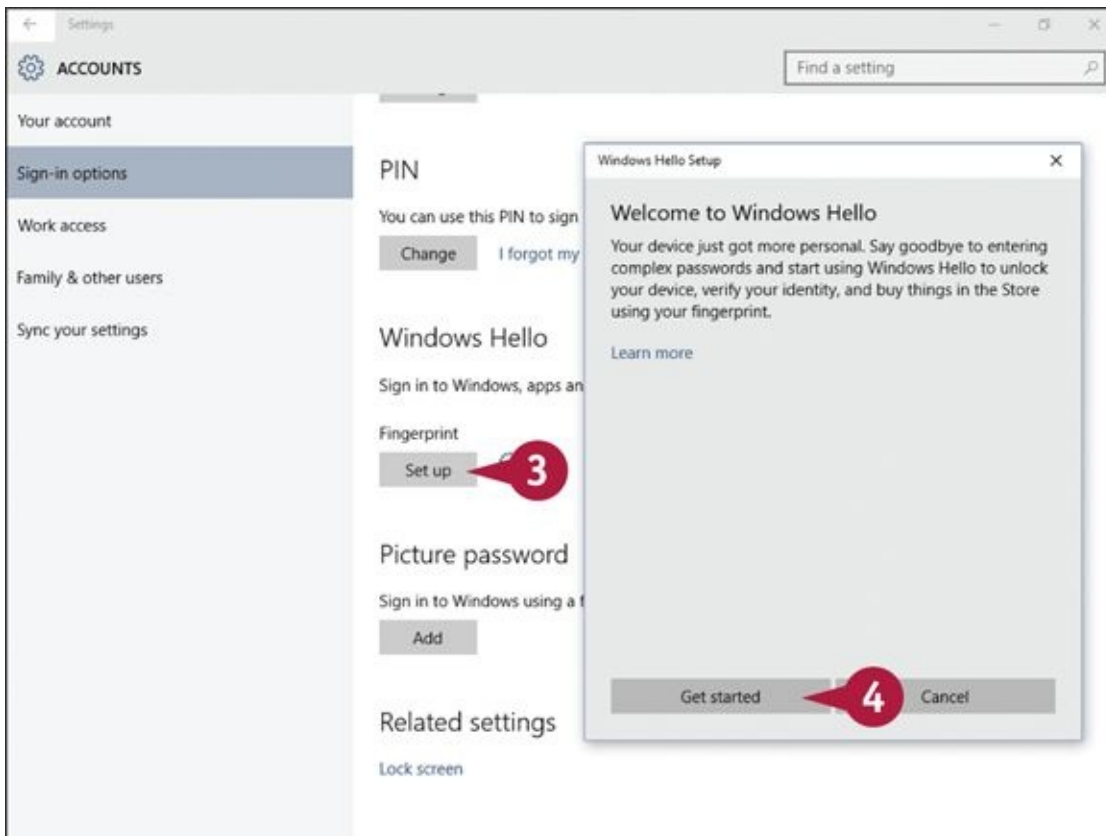 Settings
ACCOUNTS
Find a setting
Your account
Sign-in options
Work access
Family & other users
Sync your settings
PIN
You can use this PIN to sign
Change
I forgot my
Windows Hello
Sign in to Windows, apps an
Fingerprint
Set up
3
Picture password
Sign in to Windows using a f
Add
Related settings
Lock screen
Windows Hello Setup
Welcome to Windows Hello
Your device just got more personal. Say goodbye to entering
complex passwords and start using Windows Hello to unlock
your device, verify your identity, and buy things in the Store
using your fingerprint.
Learn more
Get started
4
Cancel